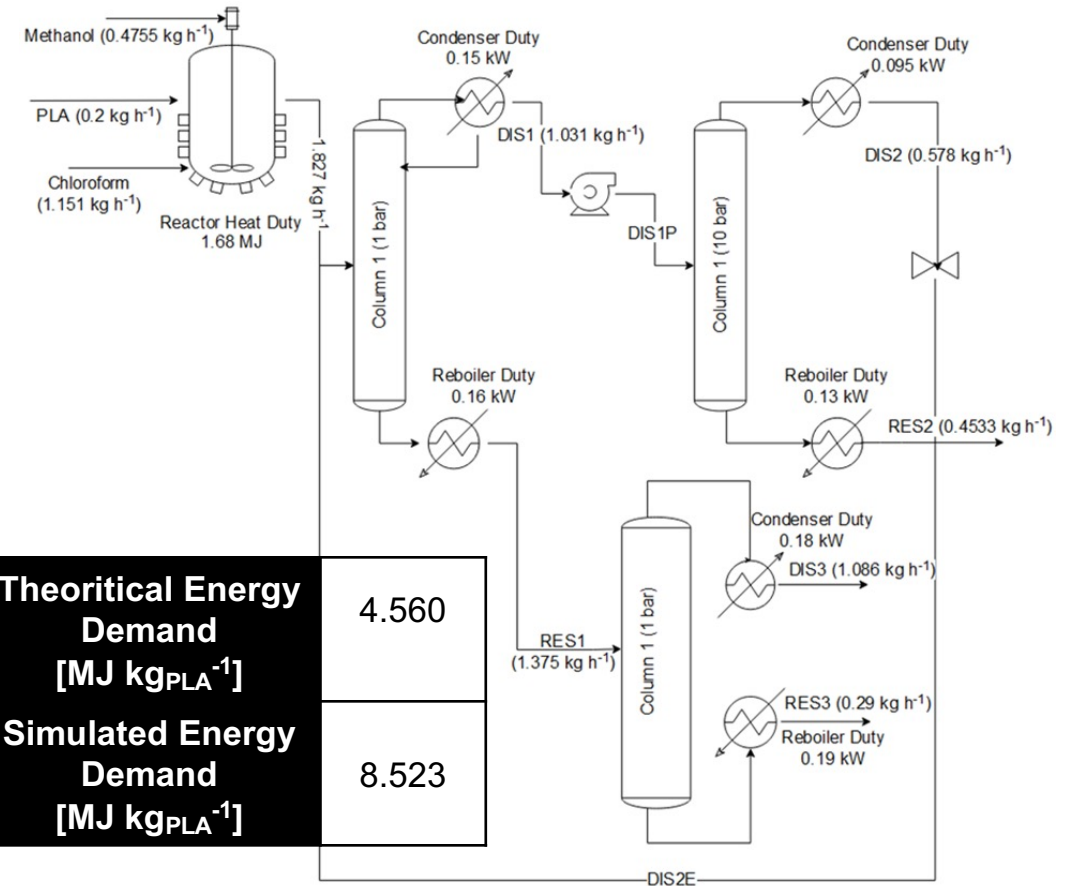 Methanol (0.4755 kg h-1)
PLA (0.2 kg h-1)
Chloroform
(1.151 kg h-1)
Reactor Heat Duty
1.68 MJ
1.827 kg h-1
Condenser Duty
0.15 kW
DIS1 (1.031 kg h-1)
Column 1 (1 bar)
DIS1P
Condenser Duty
0.095 kW
DIS2 (0.578 kg h-1)
Column 1 (10 bar)
Reboiler Duty
0.16 kW
Reboiler Duty
0.13 kW
RES2 (0.4533 kg h-1)
Condenser Duty
0.18 kW
DIS3 (1.086 kg h-1)
RES1
(1.375 kg h-1)
Column 1 (1 bar)
RES3 (0.29 kg h-1)
Reboiler Duty
0.19 kW
DIS2E
Theoritical Energy
Demand
[MJ kgPLA-1]
4.560
Simulated Energy
Demand
[MJ kgPLA-1]
8.523